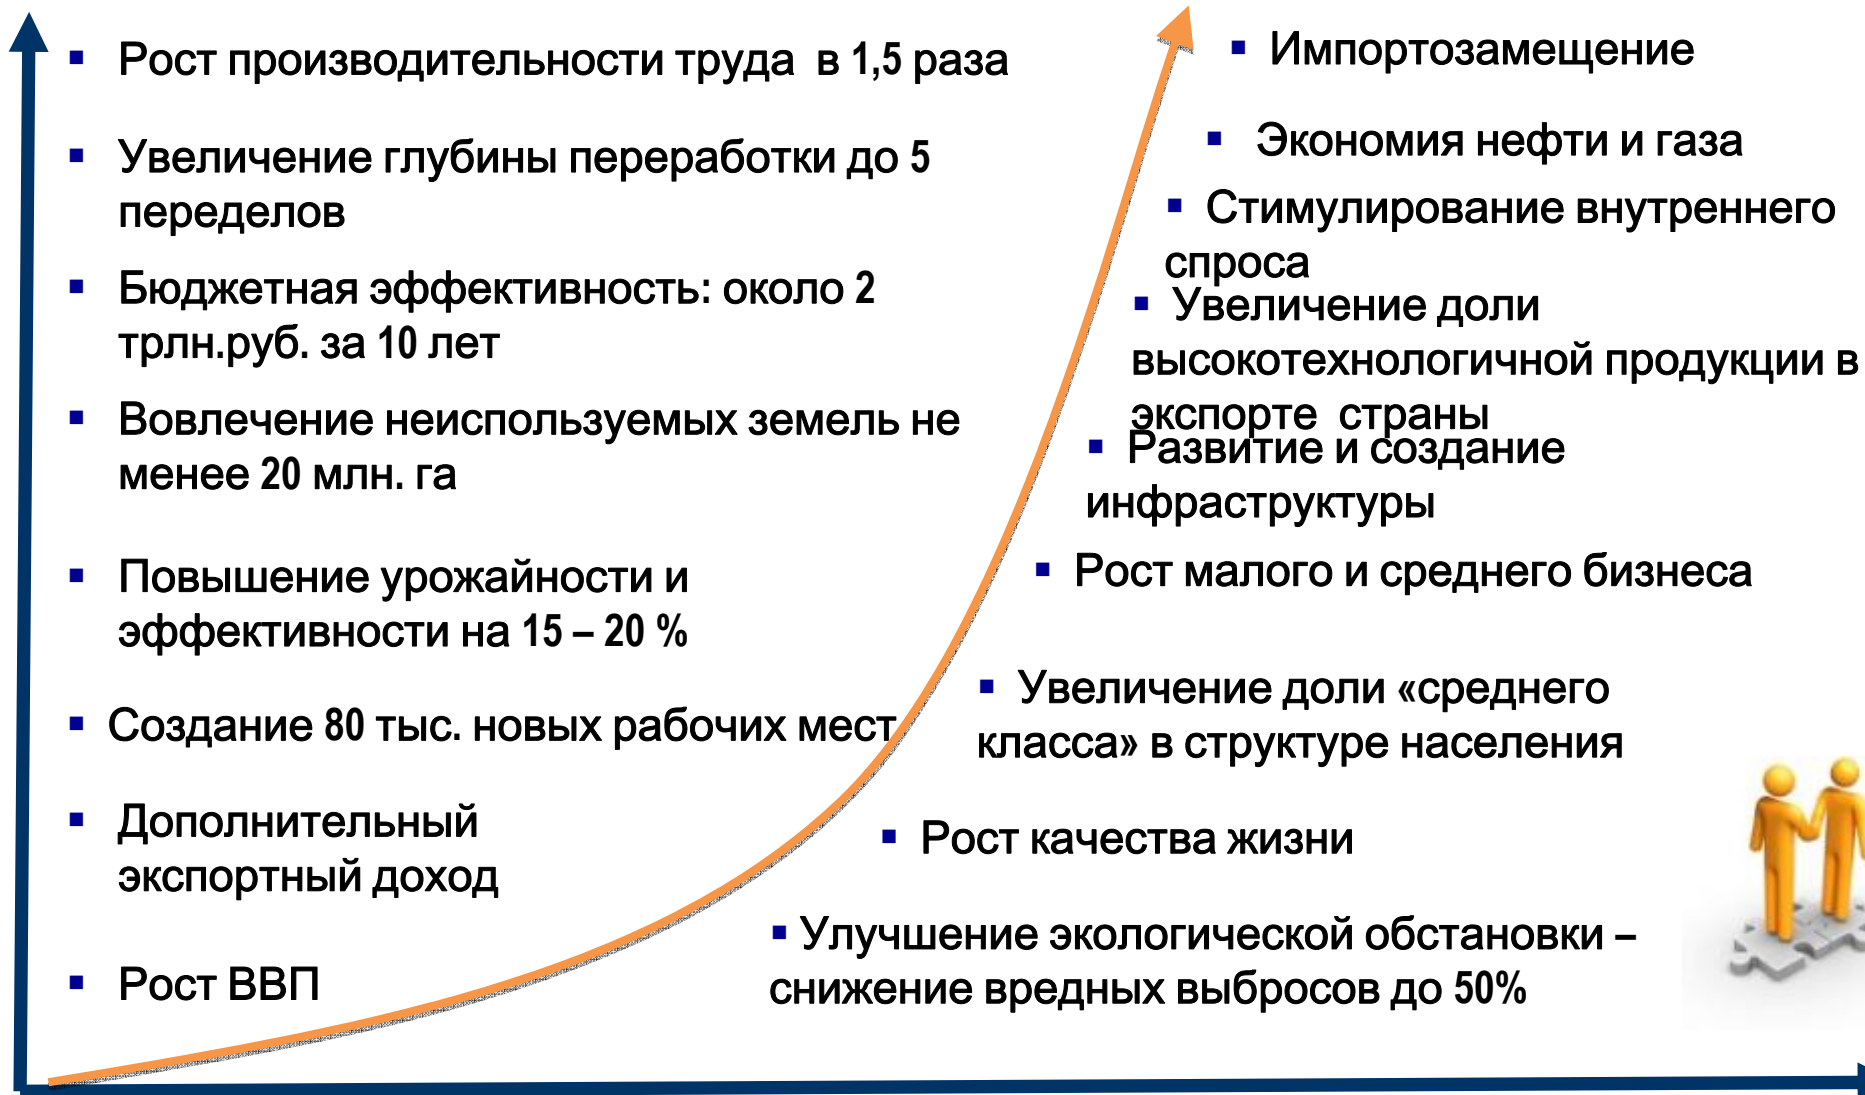 Рост производительности труда в 1,5 раза
Увеличение глубины переработки до 5
переделов
Бюджетная эффективность: около 2
трлн.руб. за 10 лет
Вовлечение неиспользуемых земель не
менее 20 млн. га
Повышение урожайности и
эффективности на 15 – 20 %
Создание 80 тыс. новых рабочих мест
Дополнительный
экспортный доход
Рост ВВП
Импортозамещение
Экономия нефти и газа
Стимулирование внутреннего
спроса
Увеличение доли
высокотехнологичной продукции в
экспорте страны
Развитие и создание
инфраструктуры
Рост малого и среднего бизнеса
Увеличение доли «среднего
класса» в структуре населения
Рост качества жизни
Улучшение экологической обстановки –
снижение вредных выбросов до 50%